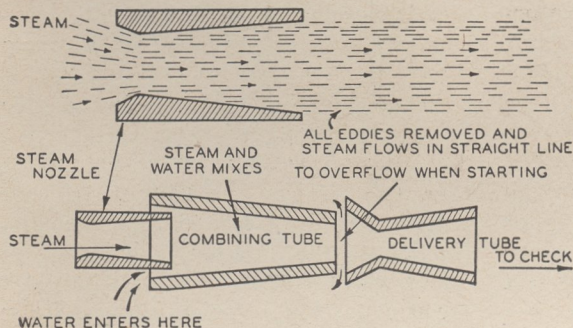 STEAM
ALL EDDIES REMOVED AND
STEAM FLOWS IN STRAIGHT LINE
STEAM
NOZZLE
STEAM AND
WATER MIXES
TO OVERFLOW WHEN STARTING
STEAM
COMBINING TUBE
DELIVERY TUBE
TO CHECK
WATER ENTERS HERE